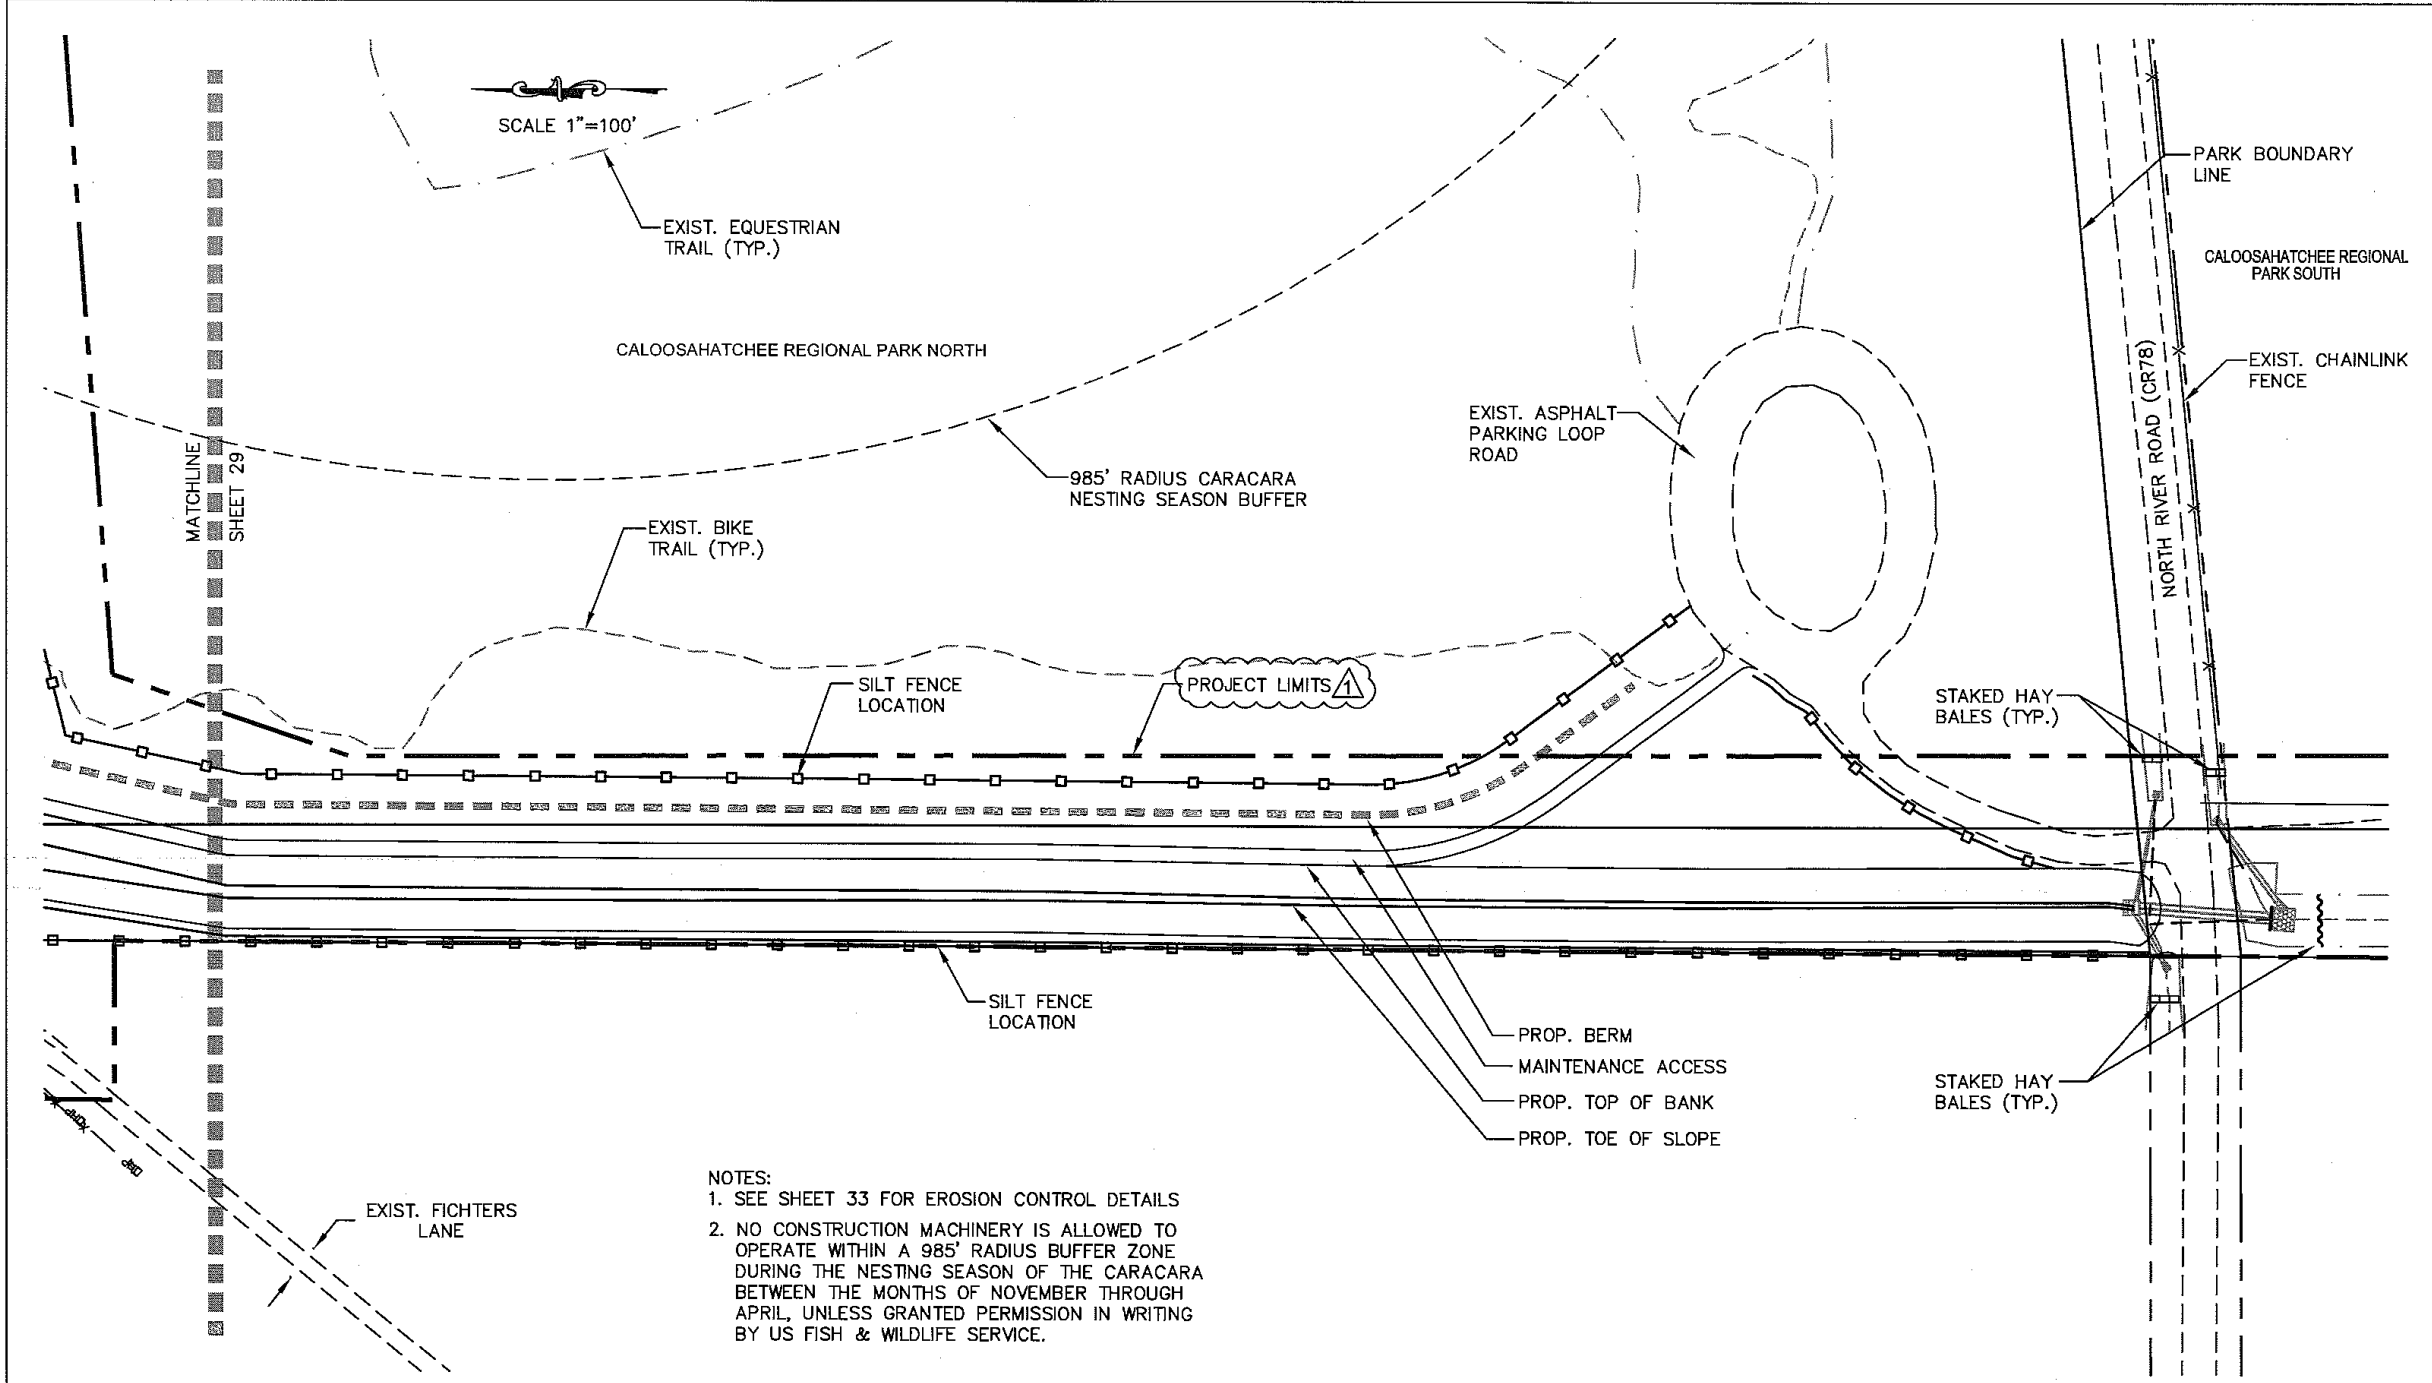 SCALE 1"=100'
EXIST. EQUESTRIAN
TRAIL (TYP.)
PARK BOUNDARY
LINE
CALOOSAHATCHEE REGIONAL
PARK SOUTH
CALOOSAHATCHEE REGIONAL PARK NORTH
EXIST. CHAINLINK
FENCE
NORTH RIVER ROAD (CR78)
EXIST. ASPHALT
PARKING LOOP
ROAD
MATCHLINE
SHEET 29
985' RADIUS CARACARA
NESTING SEASON BUFFER
EXIST. BIKE
TRAIL (TYP.)
SILT FENCE
LOCATION
PROJECT LIMITS 1
STAKED HAY
BALES (TYP.)
SILT FENCE
LOCATION
PROP. BERM
MAINTENANCE ACCESS
PROP. TOP OF BANK
PROP. TOE OF SLOPE
STAKED HAY
BALES (TYP.)
EXIST. FICHTERS
LANE
NOTES:
1. SEE SHEET 33 FOR EROSION CONTROL DETAILS
2. NO CONSTRUCTION MACHINERY IS ALLOWED TO
OPERATE WITHIN A 985' RADIUS BUFFER ZONE
DURING THE NESTING SEASON OF THE CARACARA
BETWEEN THE MONTHS OF NOVEMBER THROUGH
APRIL, UNLESS GRANTED PERMISSION IN WRITING
BY US FISH & WILDLIFE SERVICE.